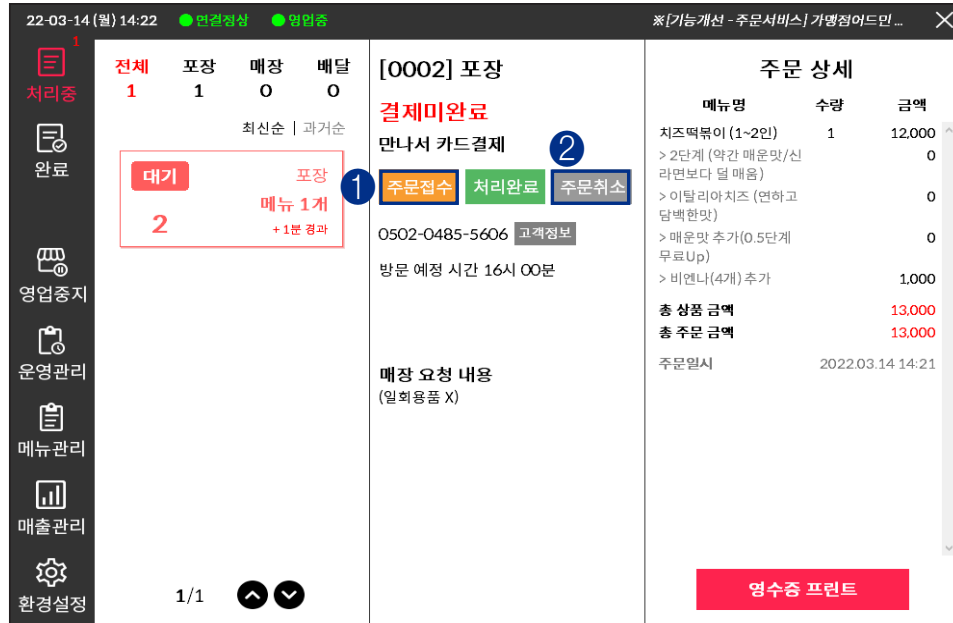 22-03-14 (월) 14:22 연결정상 영업중 ※[기능개선 - 주문서비스] 가맹점어드민 ...
1
처리중
완료
영업중지
운영관리
메뉴관리
매출관리
환경설정
전체 포장 매장 배달
1 1 0 0
최신순 | 과거순
대기 포장
메뉴 1개
2 + 1분 경과
1/1
[0002] 포장
결제미완료
만나서 카드결제
2
1 주문접수 처리완료 주문취소
0502-0485-5606 고객정보
방문 예정 시간 16시 00분
매장 요청 내용
(일회용품 X)
주문 상세
메뉴명 수량 금액
치즈떡볶이 (1~2인) 1 12,000
> 2단계 (약간 매운맛/신 0
라면보다 덜 매움)
> 이탈리아치즈 (연하고 0
담백한맛)
> 매운맛 추가(0.5단계 0
무료Up)
> 비엔나(4개) 추가 1,000
총 상품 금액 13,000
총 주문 금액 13,000
주문일시 2022.03.14 14:21
영수증 프린트